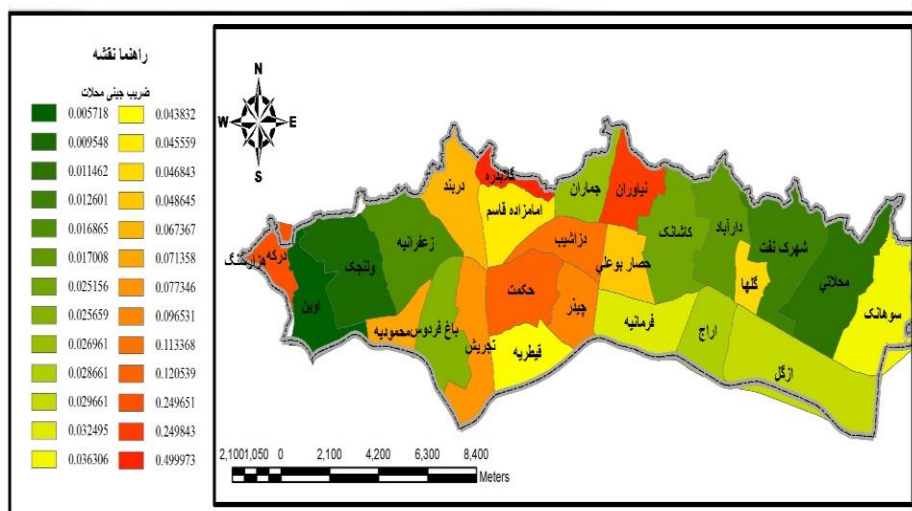 راهنما نقشه
ضریب جینی محلات
0.005718 0.043832
0.009548 0.045559
0.011462 0.046843
0.012601 0.048645
0.016865 0.067367
0.017008 0.071358
0.025156 0.077346
0.025659 0.096531
0.026961 0.113368
0.028661 0.120539
0.029661 0.249651
0.032495 0.249843
0.036306 0.499973
N
W E
S
گلابدره
دربند
جماران
نیاوران
امامزاده قاسم
دارآباد
کاشانک
زعفرانیه
دزاشیب
شهرک نفت
درکه
ولنجک
حصار بوعلی
گلها
محلاتي
سوهانک
اوین
حکمت
چیذر
محمودیه
باغ فردوس
تجریش
قیطریه
فرمانیه
اراج
ازگل
2,1001,050 0 2,100 4,200 6,300 8,400
Meters